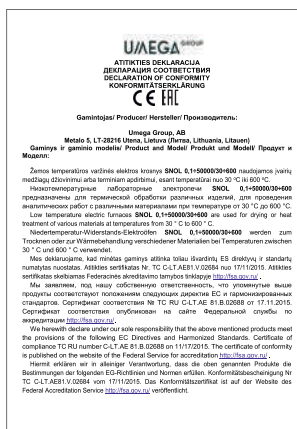 UMEGA GROUP
ATITIKTIES DEKLARACIJA
ДЕКЛАРАЦИЯ СООТВЕТСТВИЯ
DECLARATION OF CONFORMITY
KONFORMITÄTSERKLÄRUNG
CE EAC
Gamintojas/ Producer/ Hersteller/ Производитель:
Umega Group, AB
Metalo 5, LT-28216 Utena, Lietuva (Литва, Lithuania, Litauen)
Gaminys ir gaminio modelis/ Product and Model/ Produkt und Modell/ Продукт и
Моделл:
Žemos temperatūros varžinės elektros krosnys SNOL 0,1÷50000/30÷600 naudojamos įvairių
medžiagų džiovinimui arba terminiam apdirbimui, esant temperatūrai nuo 30 ºC iki 600 ºC.
Низкотемпературные лабораторные электропечи SNOL 0,1÷50000/30÷600
предназначены для термической обработки различных изделий, для проведения
аналитических работ с различными материалами при температуре от 30 °C до 600 °C.
Low temperature electric furnaces SNOL 0,1÷50000/30÷600 are used for drying or heat
treatment of various materials at temperatures from 30 ° C to 600 ° C.
Niedertemperatur-Widerstands-Elektroöfen SNOL 0,1÷50000/30÷600 werden zum
Trocknen oder zur Wärmebehandlung verschiedener Materialien bei Temperaturen zwischen
30 ° C und 600 ° C verwendet.
Mes deklaruojame, kad minėtas gaminys atitinka toliau išvardintų ES direktyvų ir standartų
numatytas nuostatas. Atitikties sertifikatas Nr. TC C-LT.AE81.V.02684 nuo 17/11/2015. Atitikties
sertifikatas skelbiamas Federacinės akredittavimo tarnybos tinklapyje http://fsa.gov.ru/ .
Мы заявляем, под нашу собственную ответственность, что упомянутые выше
продукты соответствуют положениям следующих директив ЕС и гармонизированных
стандартов. Сертификат соответствия № TC RU C-LT.AE 81.B.02688 от 17.11.2015.
Сертификат соответствия опубликован на сайте Федеральной службы по
аккредитации http://fsa.gov.ru/ .
We herewith declare under our sole responsibility that the above mentioned products meet
the provisions of the following EC Directives and Harmonized Standards. Certificate of
compliance TC RU number C-LT.AE 81.B.02688 on 11/17/2015. The certificate of conformity
is published on the website of the Federal Service for accreditation http://fsa.gov.ru/ .
Hiermit erklären wir in alleiniger Verantwortung, dass die oben genannten Produkte die
Bestimmungen der folgenden EG-Richtlinien und Normen erfüllen. Konformitätsbescheinigung Nr
TC C-LT.AE81.V.02684 vom 17/11/2015. Das Konformitätszertifikat ist auf der Website des
Federal Accreditation Service http://fsa.gov.ru/ veröffentlicht.